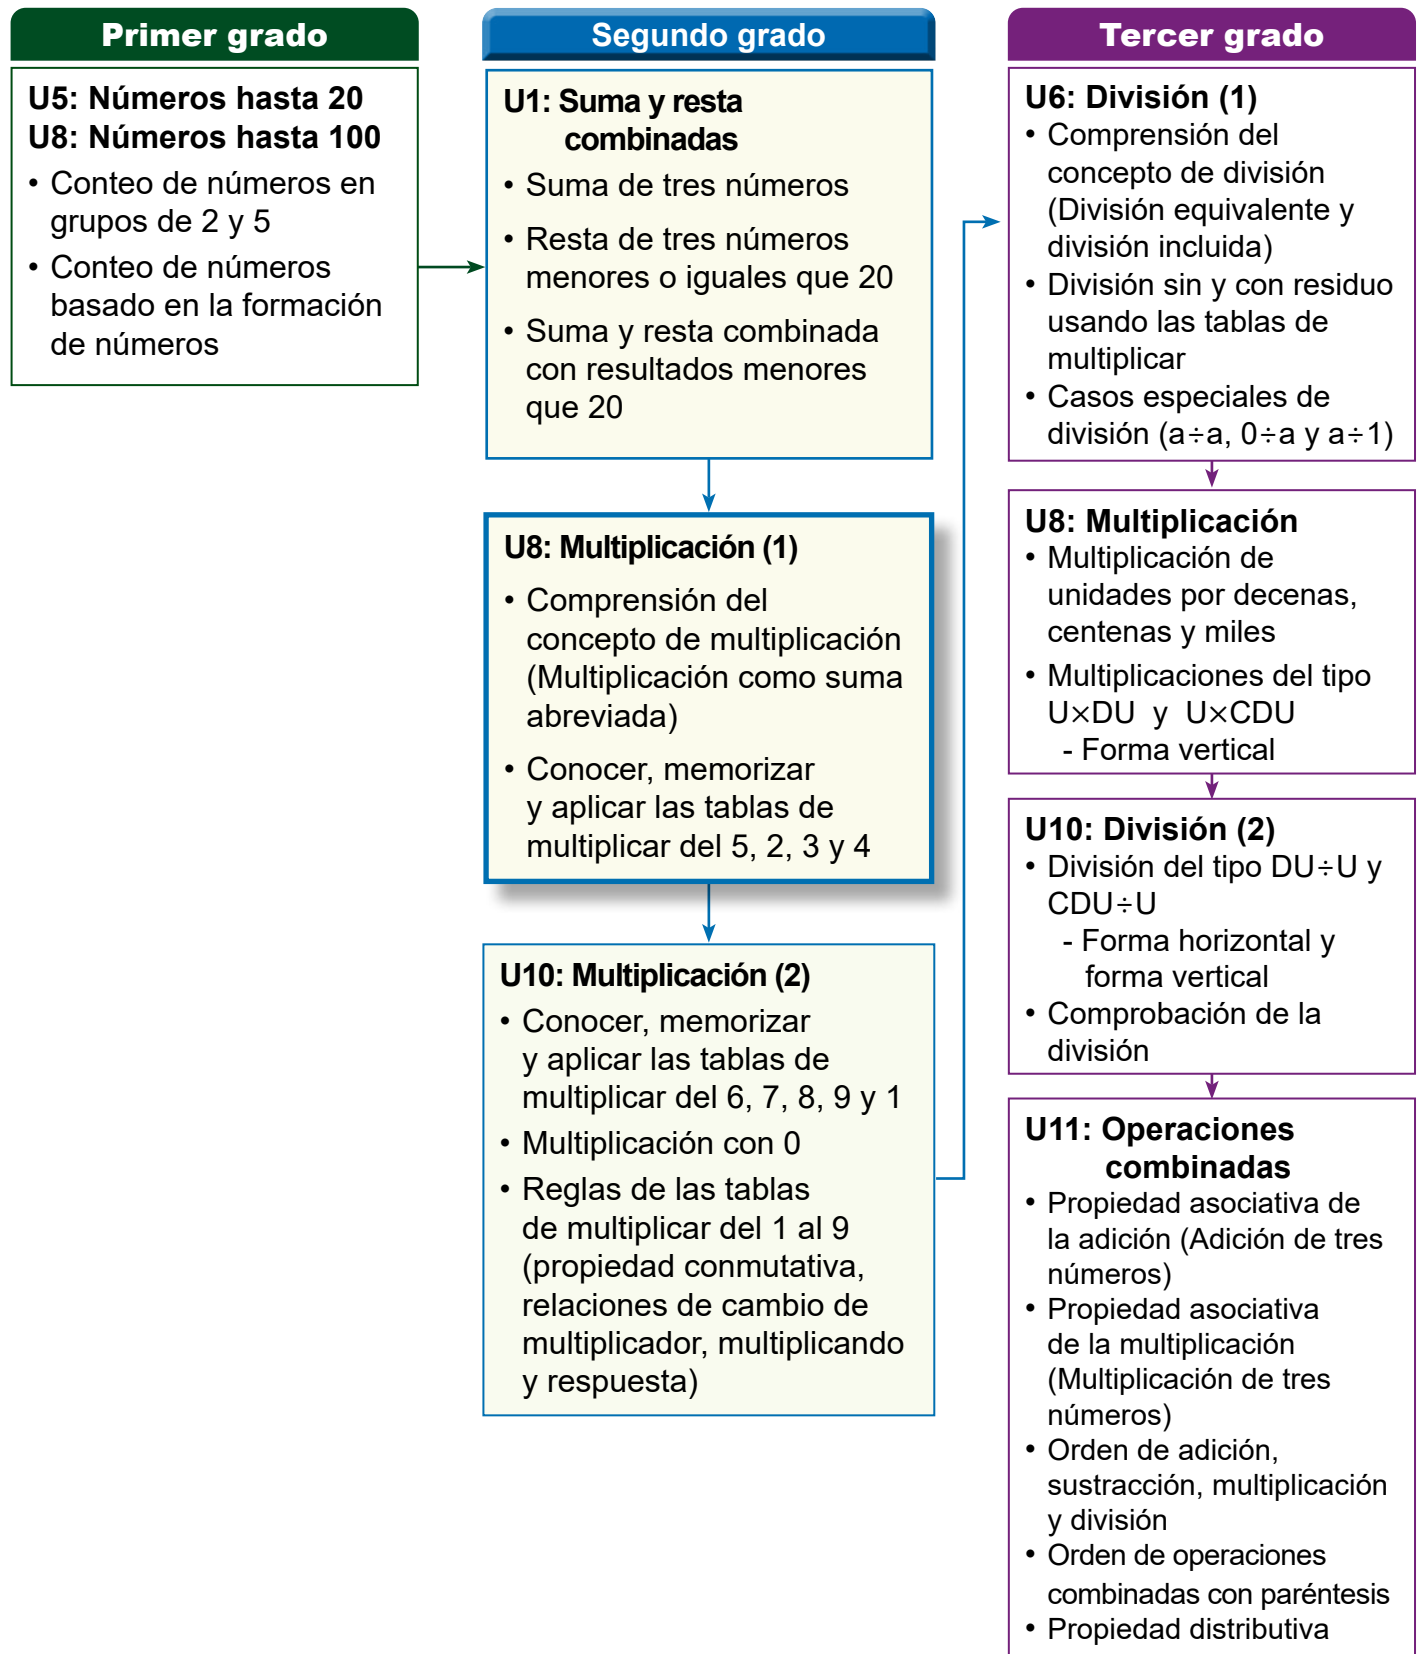 Primer grado
U5: Números hasta 20
U8: Números hasta 100
• Conteo de números en
grupos de 2 y 5
• Conteo de números
basado en la formación
de números
Segundo grado
U1: Suma y resta
combinadas
• Suma de tres números
• Resta de tres números
menores o iguales que 20
• Suma y resta combinada
con resultados menores
que 20
U8: Multiplicación (1)
• Comprensión del
concepto de multiplicación
(Multiplicación como suma
abreviada)
• Conocer, memorizar
y aplicar las tablas de
multiplicar del 5, 2, 3 y 4
U10: Multiplicación (2)
• Conocer, memorizar
y aplicar las tablas de
multiplicar del 6, 7, 8, 9 y 1
• Multiplicación con 0
• Reglas de las tablas
de multiplicar del 1 al 9
(propiedad conmutativa,
relaciones de cambio de
multiplicador, multiplicando
y respuesta)
Tercer grado
U6: División (1)
• Comprensión del
concepto de división
(División equivalente y
división incluida)
• División sin y con residuo
usando las tablas de
multiplicar
• Casos especiales de
división (a÷a, 0÷a y a÷1)
U8: Multiplicación
• Multiplicación de
unidades por decenas,
centenas y miles
• Multiplicaciones del tipo
U×DU y U×CDU
- Forma vertical
U10: División (2)
• División del tipo DU÷U y
CDU÷U
- Forma horizontal y
forma vertical
• Comprobación de la
división
U11: Operaciones
combinadas
• Propiedad asociativa de
la adición (Adición de tres
números)
• Propiedad asociativa
de la multiplicación
(Multiplicación de tres
números)
• Orden de adición,
sustracción, multiplicación
y división
• Orden de operaciones
combinadas con paréntesis
• Propiedad distributiva